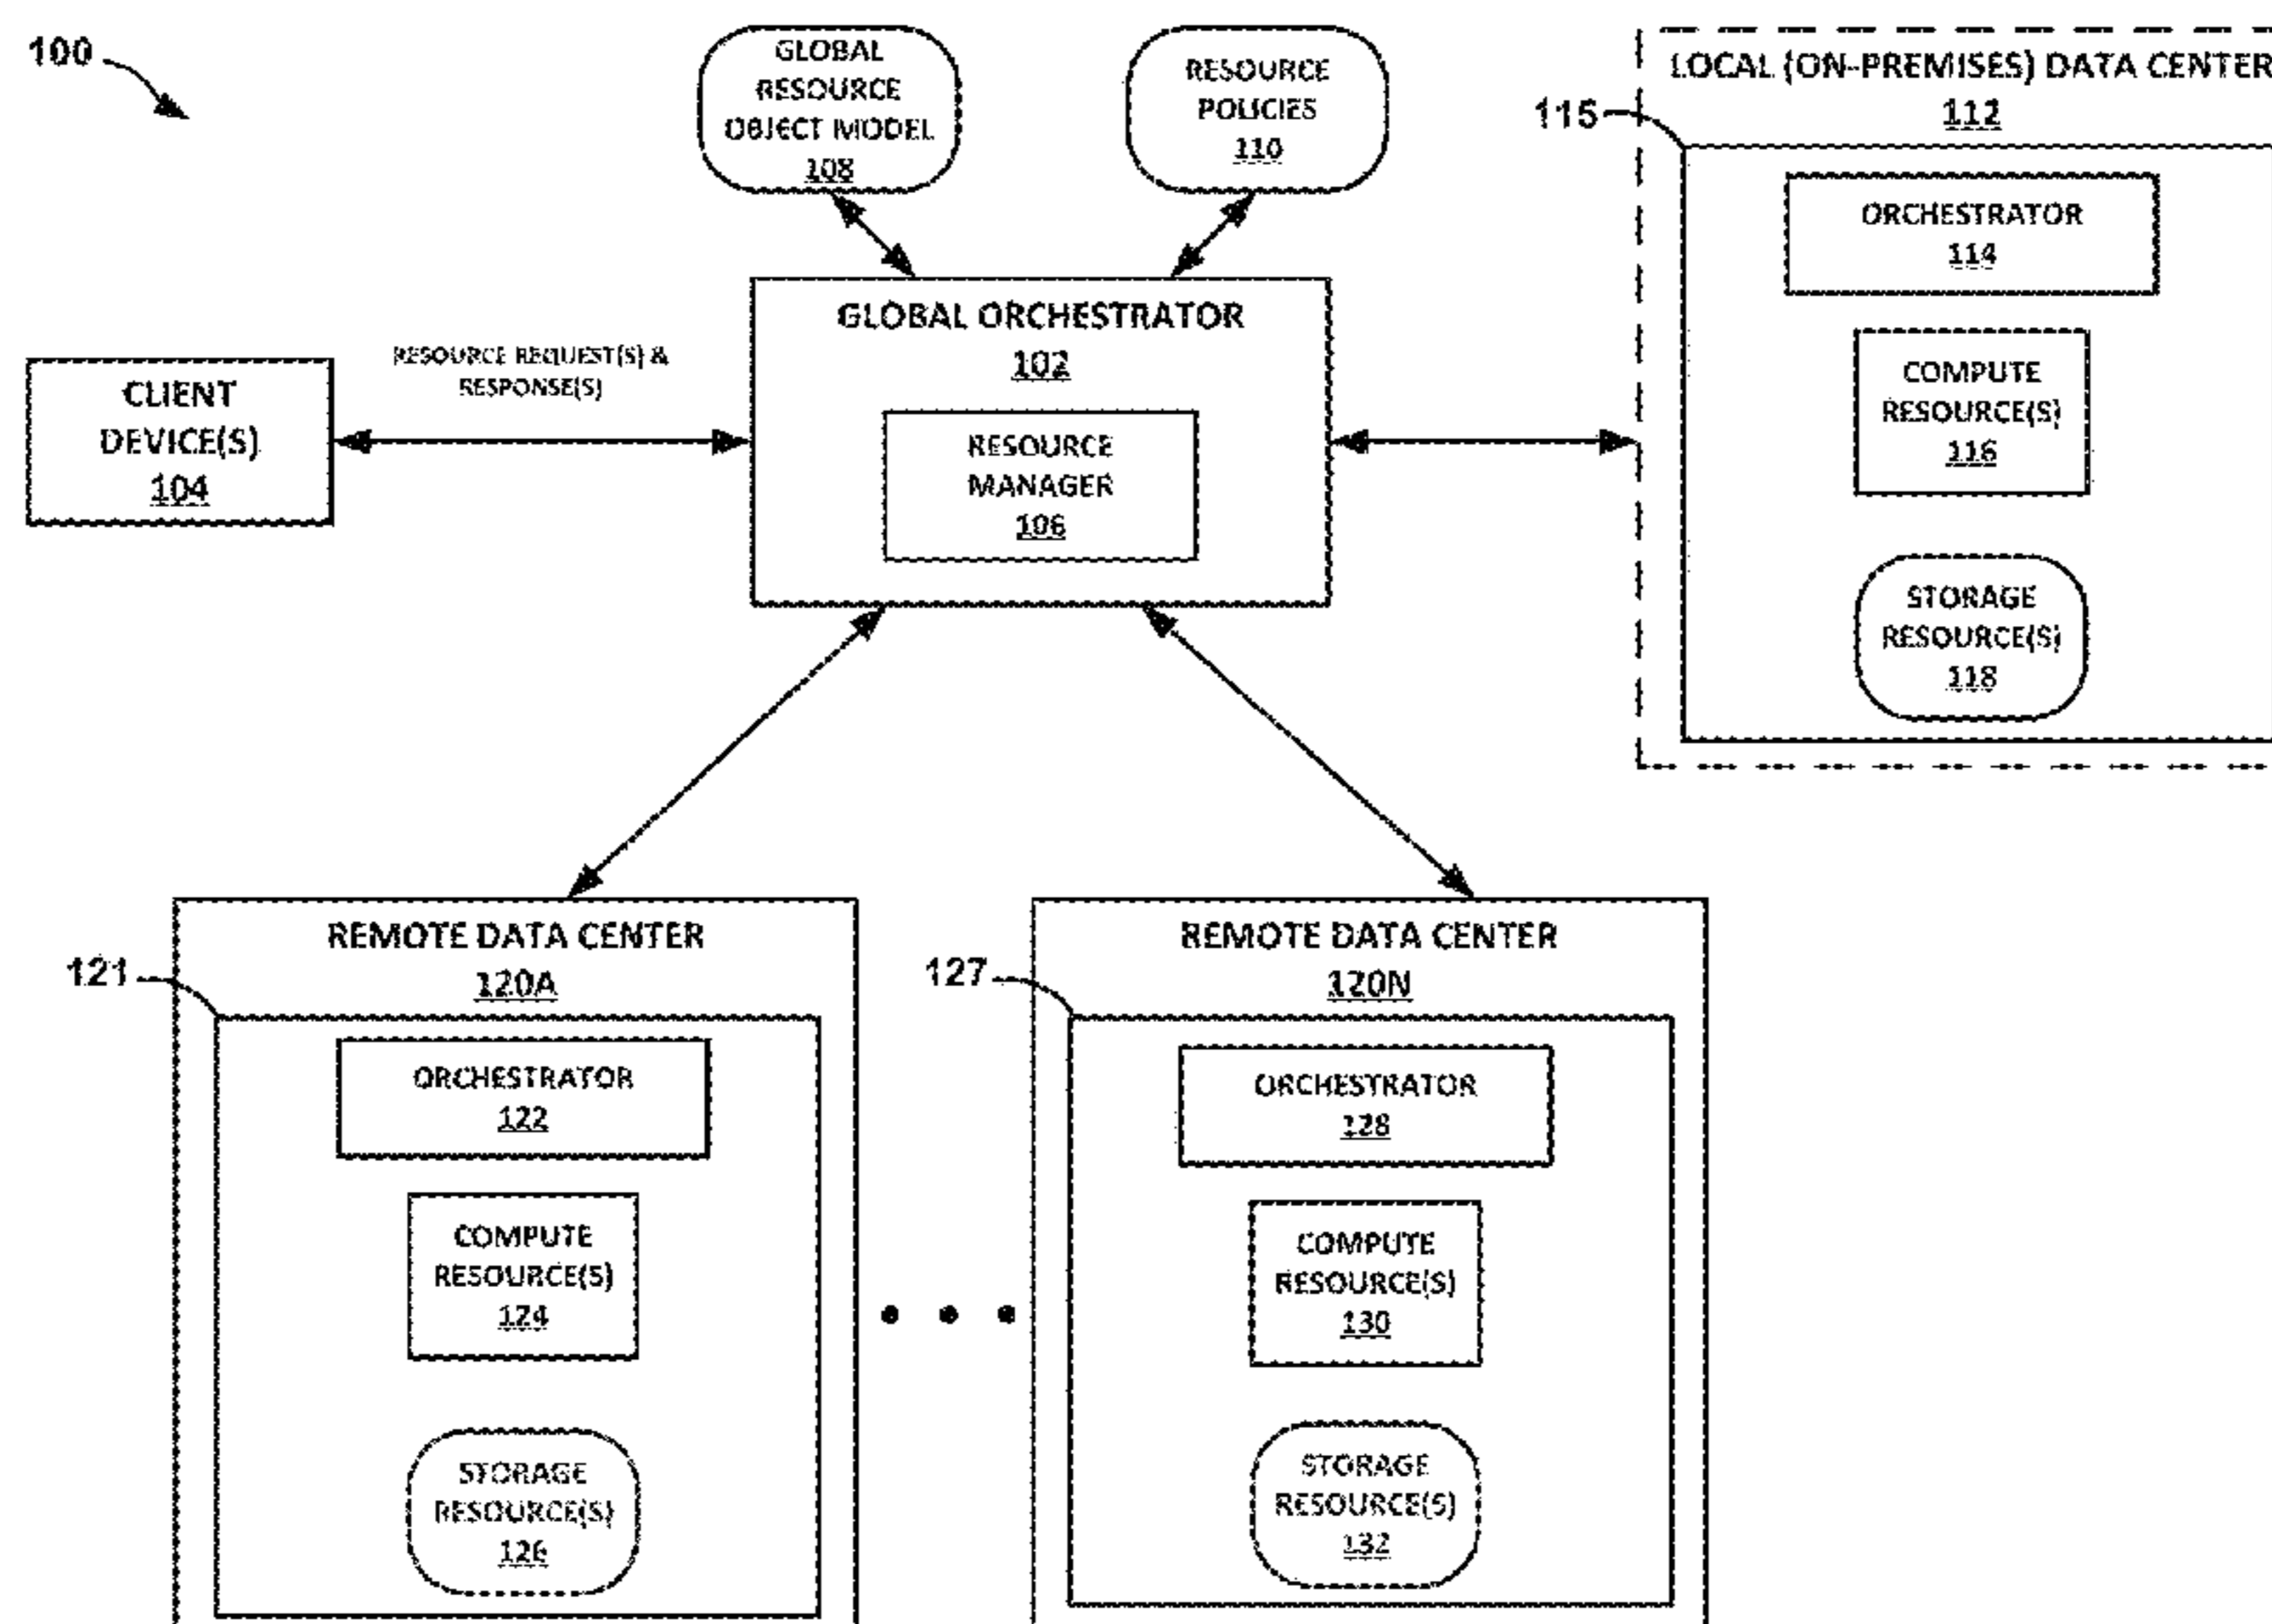 100
GLOBAL
RESOURCE
OBJECT MODEL
108
RESOURCE
POLICIES
110
LOCAL (ON-PREMISES) DATA CENTER
112
115
ORCHESTRATOR
114
COMPUTE
RESOURCE(S)
116
STORAGE
RESOURCE(S)
118
CLIENT
DEVICE(S)
104
RESOURCE REQUEST(S) &
RESPONSE(S)
GLOBAL ORCHESTRATOR
102
RESOURCE
MANAGER
106
REMOTE DATA CENTER
120A
121
ORCHESTRATOR
122
COMPUTE
RESOURCE(S)
124
STORAGE
RESOURCE(S)
126
REMOTE DATA CENTER
120N
127
ORCHESTRATOR
128
COMPUTE
RESOURCE(S)
130
STORAGE
RESOURCE(S)
132